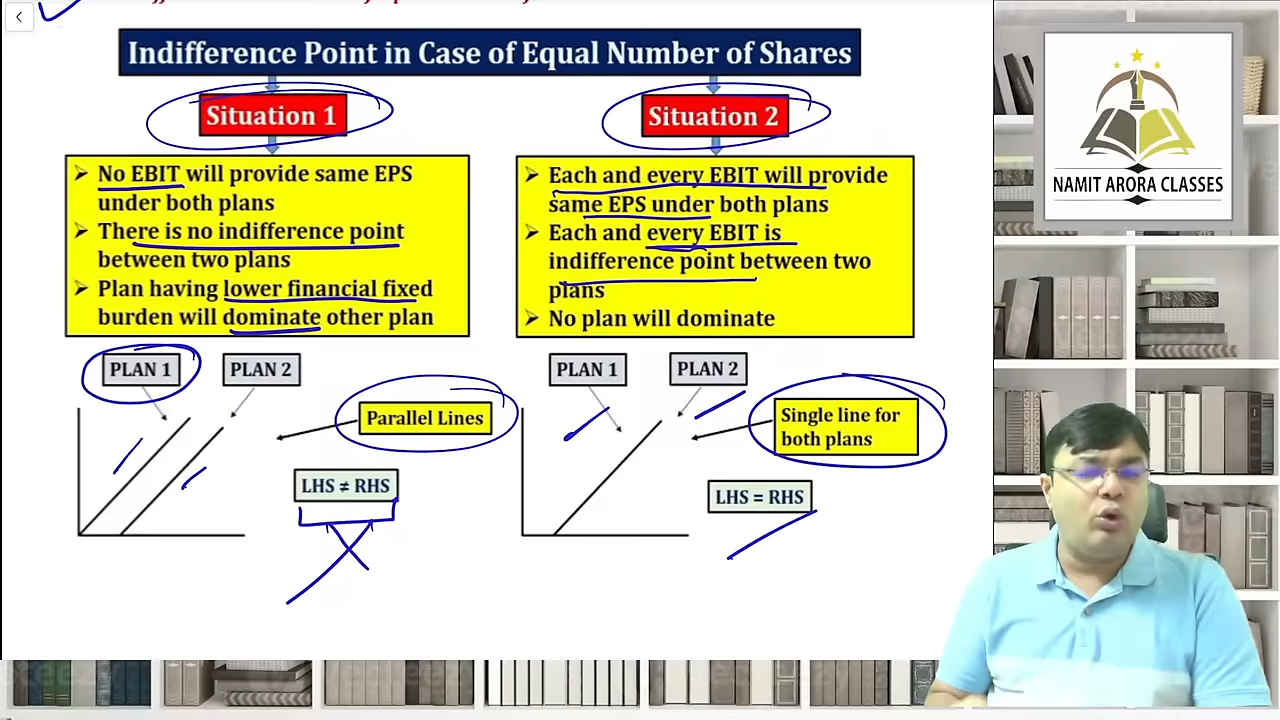 Indifference Point in Case of Equal Number of Shares
Situation 1
➢ No EBIT will provide same EPS
under both plans
➢ There is no indifference point
between two plans
➢ Plan having lower financial fixed
burden will dominate other plan
PLAN 1
PLAN 2
Parallel Lines
LHS ≠ RHS
Situation 2
➢ Each and every EBIT will provide
same EPS under both plans
➢ Each and every EBIT is
indifference point between two
plans
➢ No plan will dominate
PLAN 1
PLAN 2
Single line for
both plans
LHS = RHS
NAMIT ARORA CLASSES